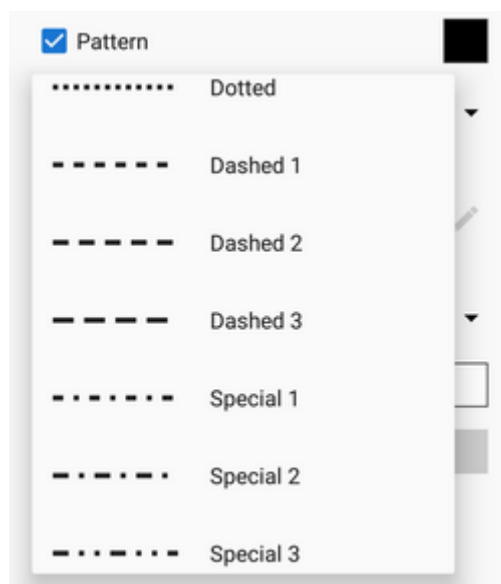 Pattern
Dotted
Dashed 1
Dashed 2
Dashed 3
Special 1
Special 2
Special 3